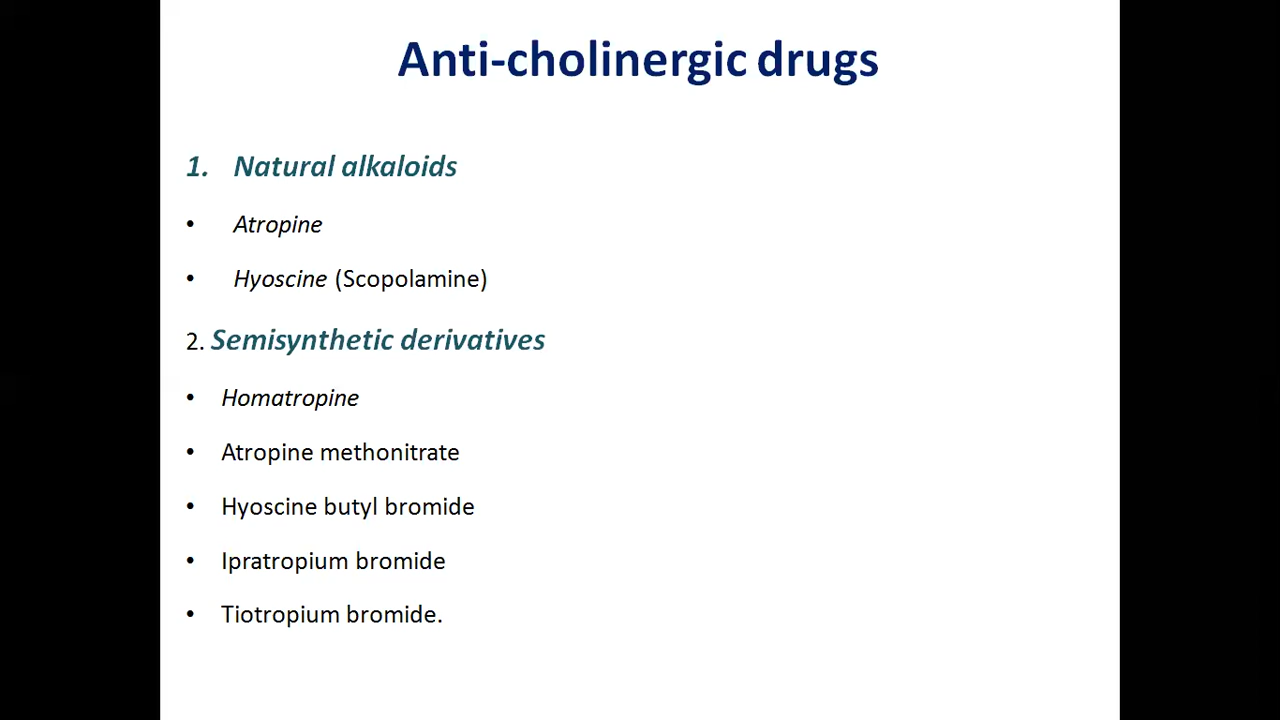 Anti-cholinergic drugs
1. Natural alkaloids
• Atropine
• Hyoscine (Scopolamine)
2. Semisynthetic derivatives
• Homatropine
• Atropine methonitrate
• Hyoscine butyl bromide
• Ipratropium bromide
• Tiotropium bromide.